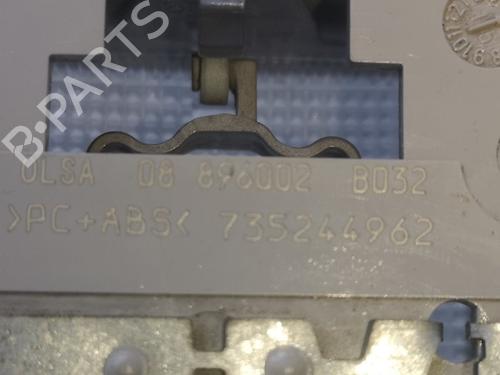 B-PARTS
OLSA 08 896002 B032
>PC+ABS< 735244962